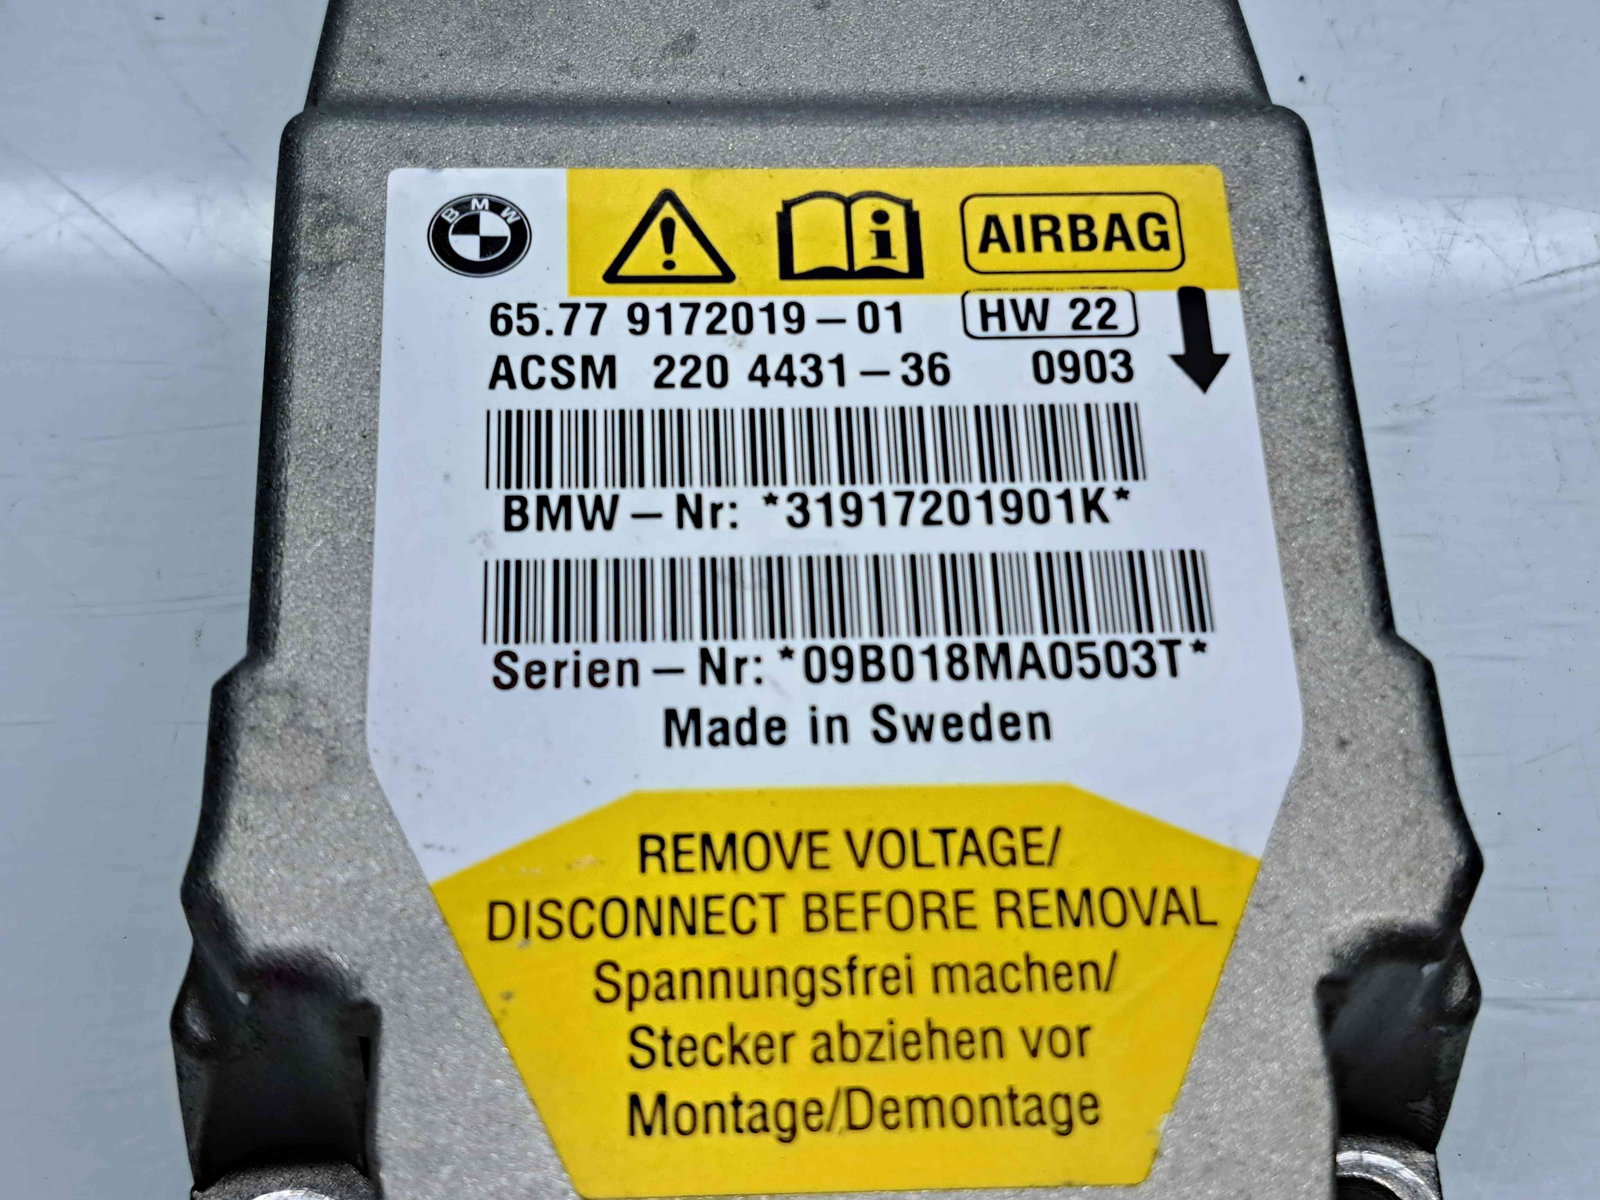 BMW
AIRBAG
65.77 9172019-01 HW 22
ACSM 220 4431-36 0903
BMW-Nr: *31917201901K*
Serien-Nr: *09B018MA0503T*
Made in Sweden
REMOVE VOLTAGE/
DISCONNECT BEFORE REMOVAL
Spannungsfrei machen/
Stecker abziehen vor
Montage/Demontage